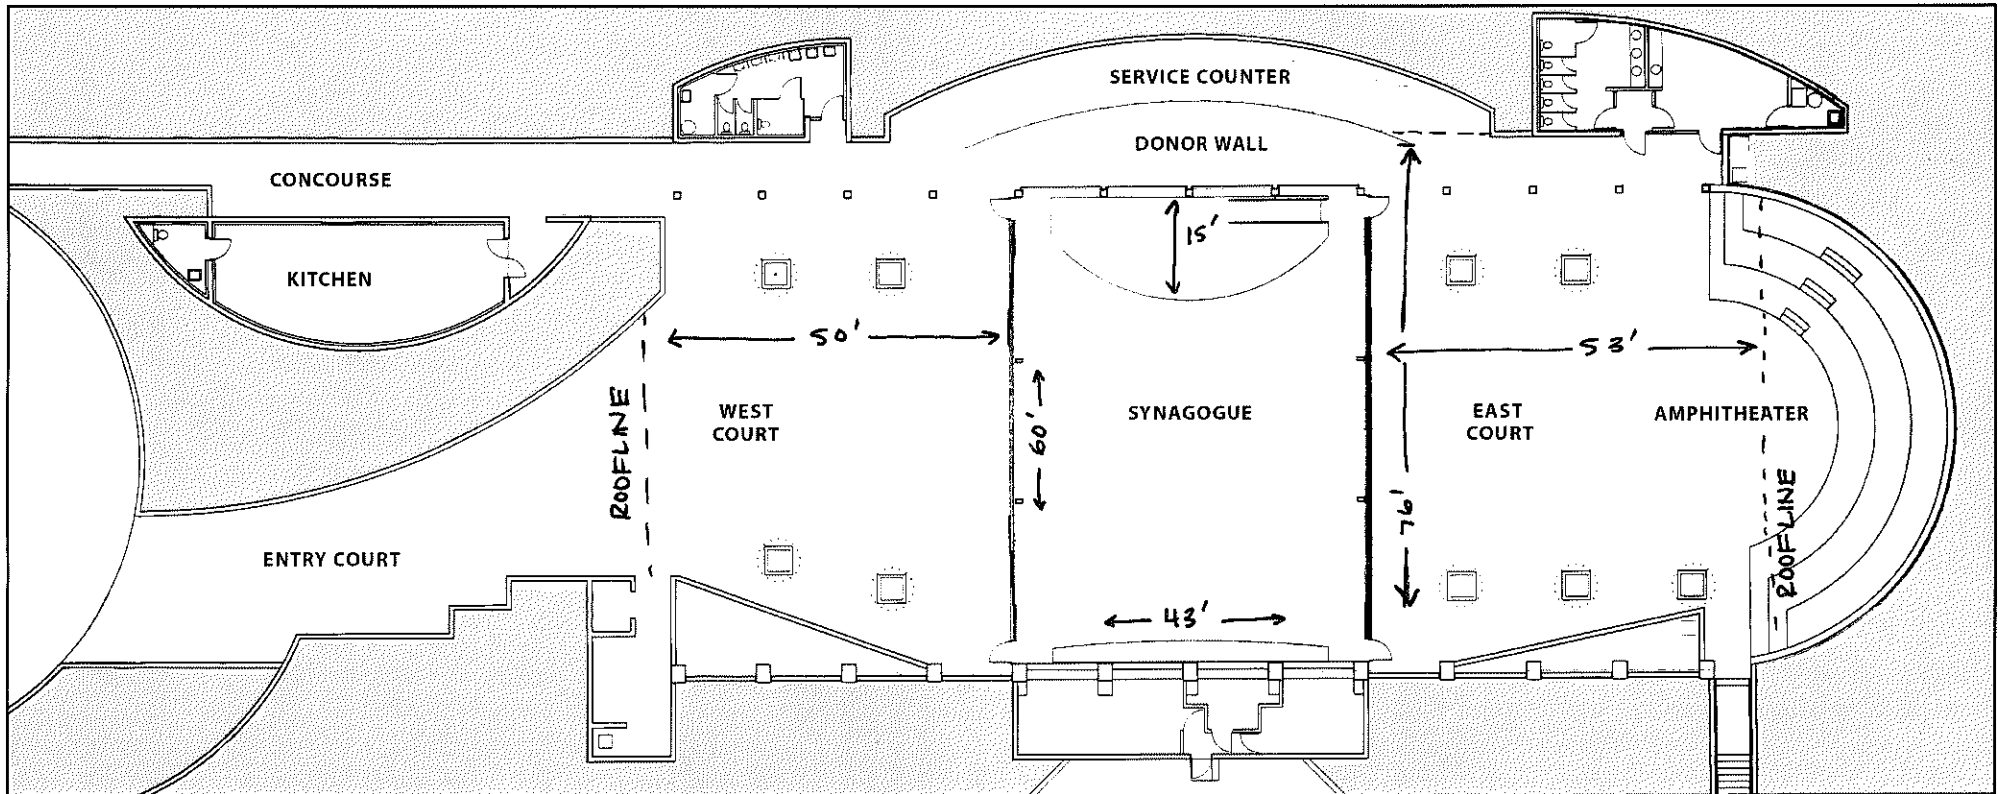 SERVICE COUNTER
DONOR WALL
CONCOURSE
15'
KITCHEN
50'
53'
ROOFLINE
WEST
COURT
60'
SYNAGOGUE
EAST
COURT
AMPHITHEATER
76'
ROOFLINE
ENTRY COURT
43'